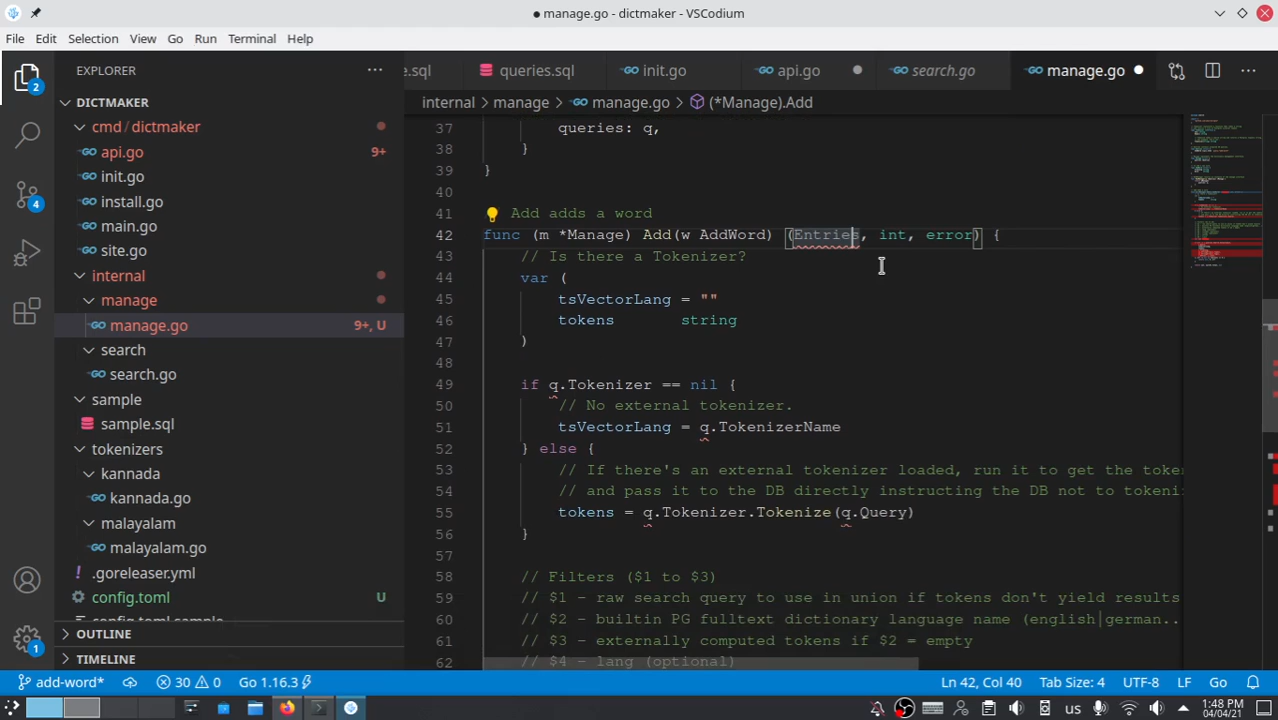 manage.go - dictmaker - VSCodium
File Edit Selection View Go Run Terminal Help
EXPLORER
e.sql queries.sql init.go api.go search.go manage.go
DICTMAKER
internal manage manage.go (*Manage).Add
cmd / dictmaker
api.go 9+
init.go
install.go
main.go
site.go
internal
manage
manage.go 9+, U
search
search.go
sample
sample.sql
tokenizers
kannada
kannada.go
malayalam
malayalam.go
.goreleaser.yml
config.toml U
config.toml.sample
OUTLINE
TIMELINE
2
4
1
37 queries: q,
38 }
39 }
40
41 Add adds a word
42 func (m *Manage) Add(w AddWord) (Entries, int, error) {
43 // Is there a Tokenizer?
44 var (
45 tsVectorLang = ""
46 tokens string
47 )
48
49 if q.Tokenizer == nil {
50 // No external tokenizer.
51 tsVectorLang = q.TokenizerName
52 } else {
53 // If there's an external tokenizer loaded, run it to get the toke
54 // and pass it to the DB directly instructing the DB not to tokeni
55 tokens = q.Tokenizer.Tokenize(q.Query)
56 }
57
58 // Filters ($1 to $3)
59 // $1 - raw search query to use in union if tokens don't yield results
60 // $2 - builtin PG fulltext dictionary language name (english|german..
61 // $3 - externally computed tokens if $2 = empty
62 // $4 - lang (optional)
add-word* 30 0 Go 1.16.3 Ln 42, Col 40 Tab Size: 4 UTF-8 LF Go
us 1:48 PM
04/04/21